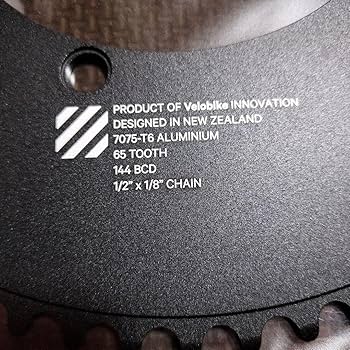 PRODUCT OF Velobike INNOVATION
DESIGNED IN NEW ZEALAND
7075-T6 ALUMINIUM
65 TOOTH
144 BCD
1/2" x 1/8" CHAIN